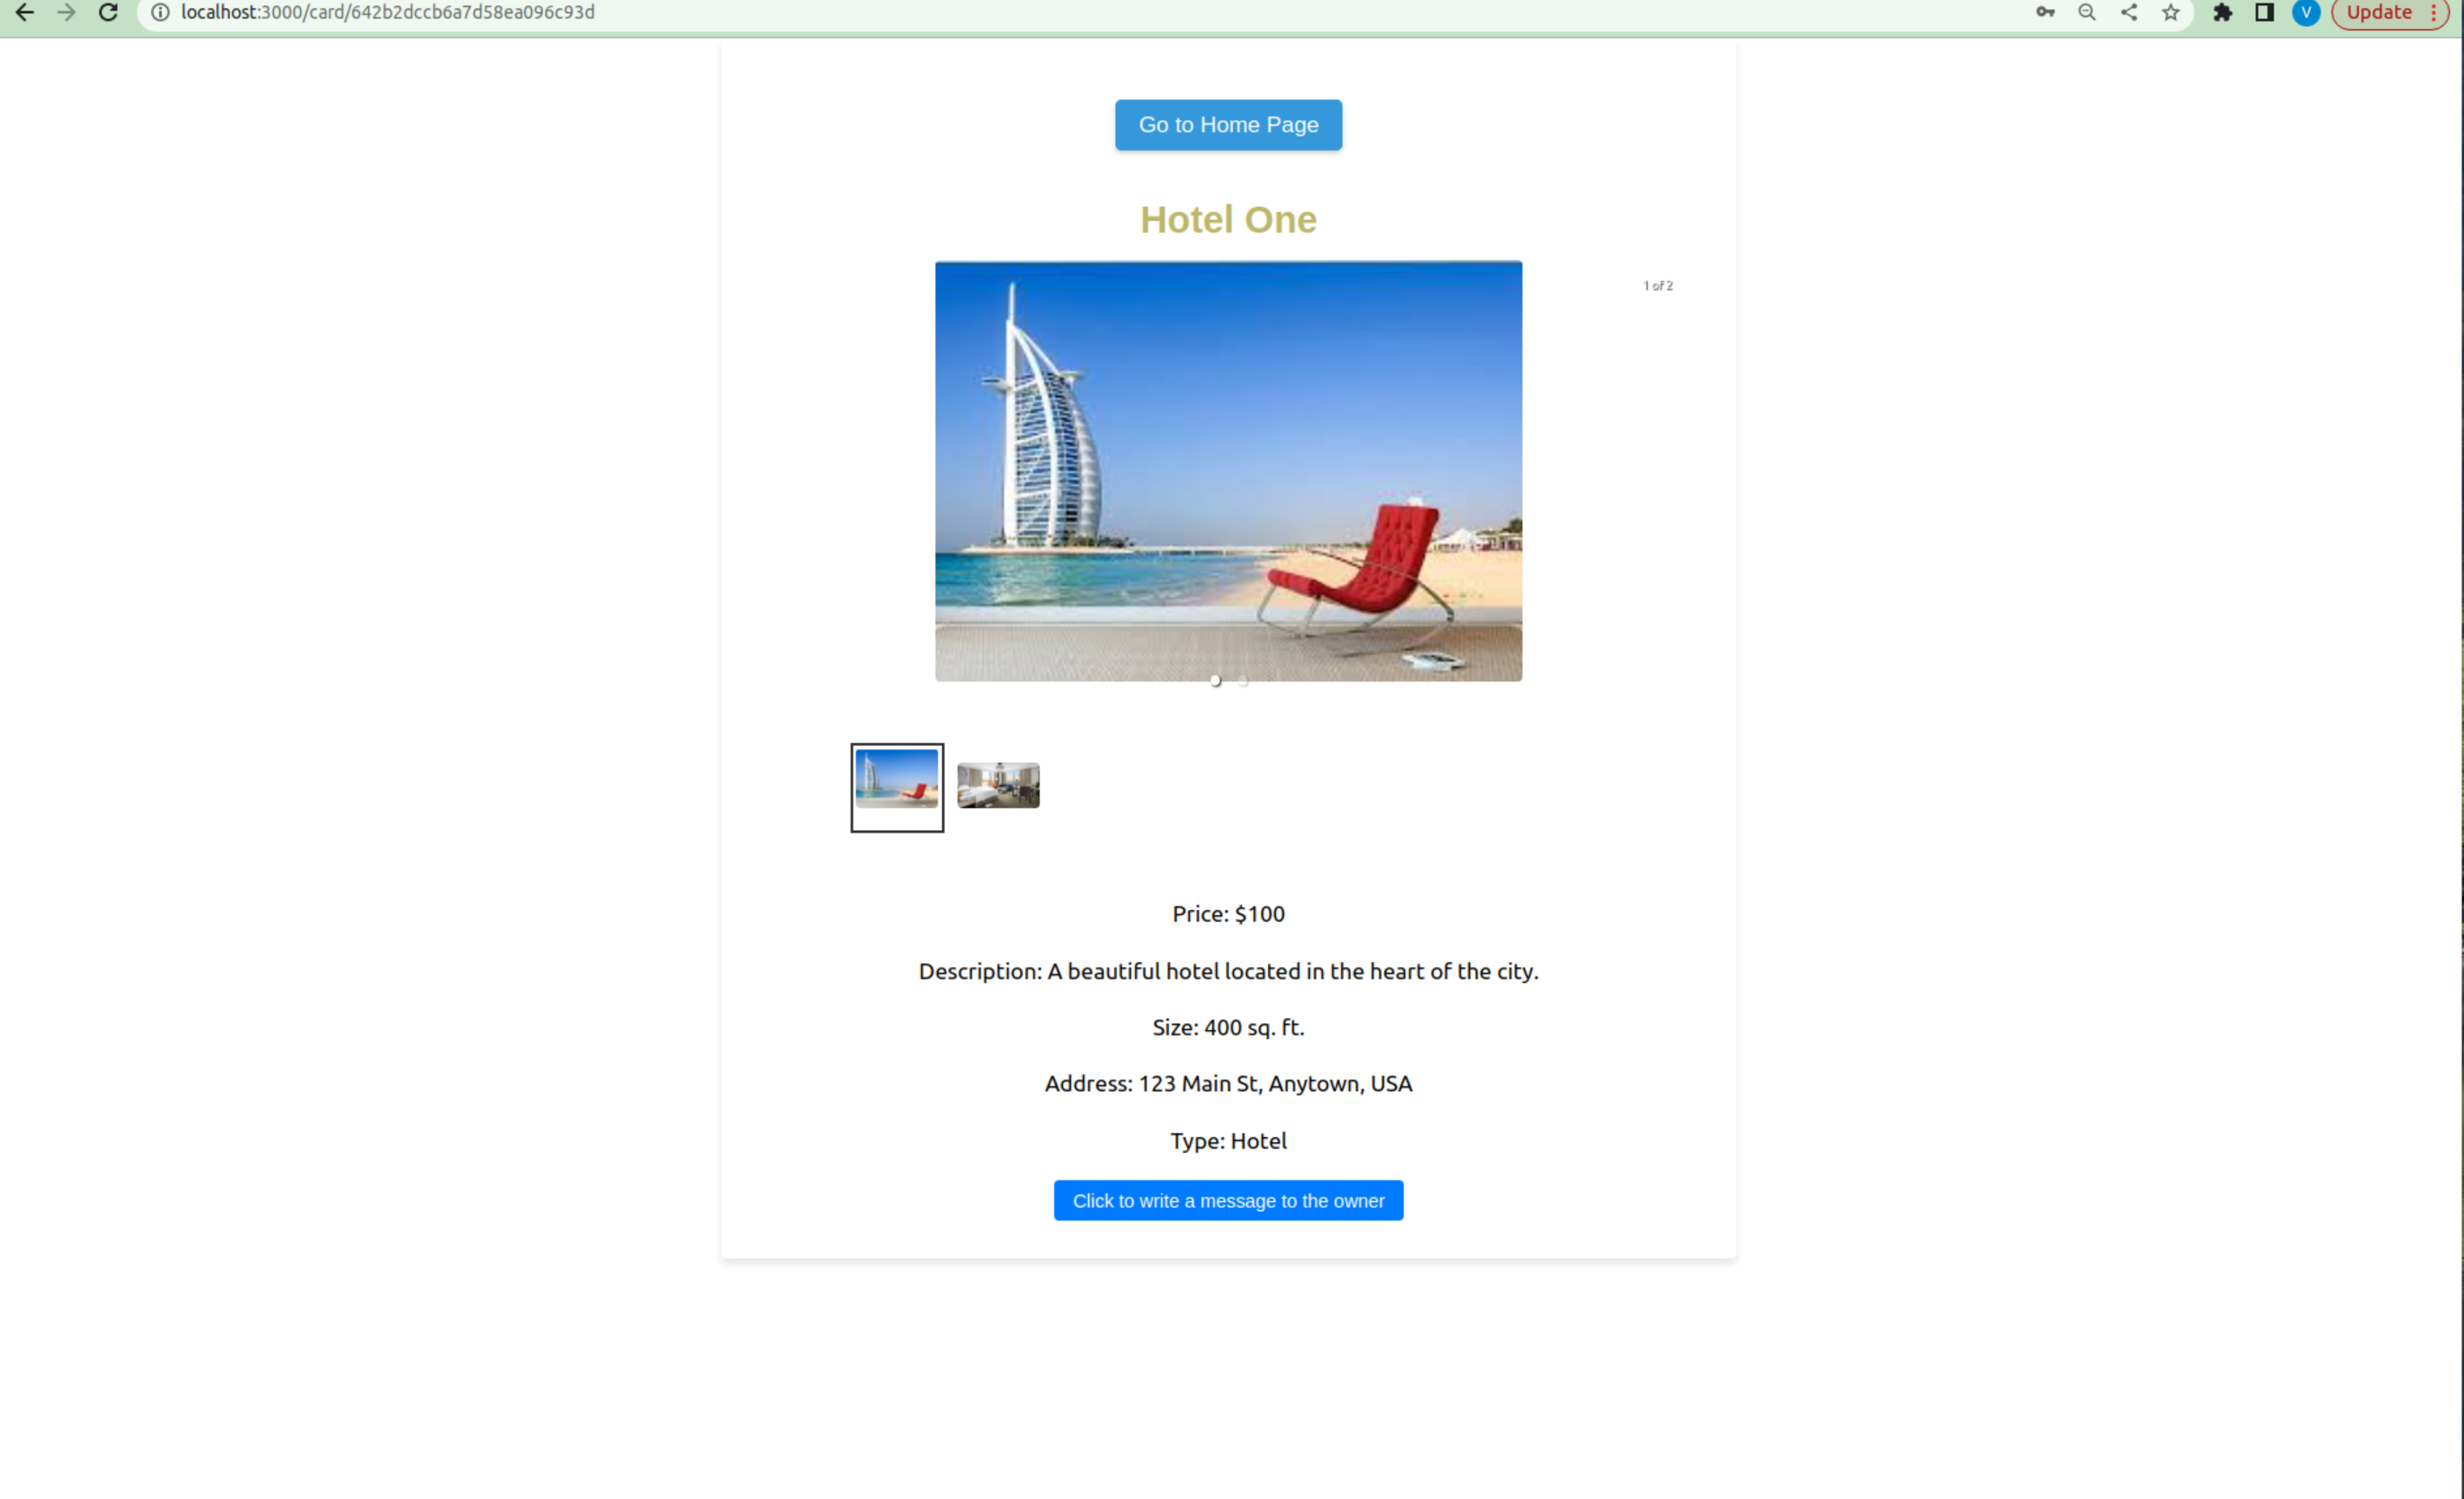 localhost:3000/card/642b2dccb6a7d58ea096c93d
V
Update
Go to Home Page
Hotel One
1 of 2
Price: $100
Description: A beautiful hotel located in the heart of the city.
Size: 400 sq. ft.
Address: 123 Main St, Anytown, USA
Type: Hotel
Click to write a message to the owner